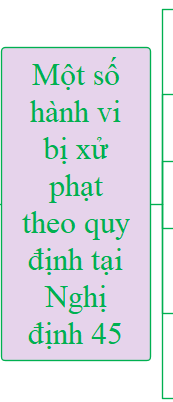 Một số
hành vi
bị xử
phạt
theo quy
định tại
Nghị
định 45